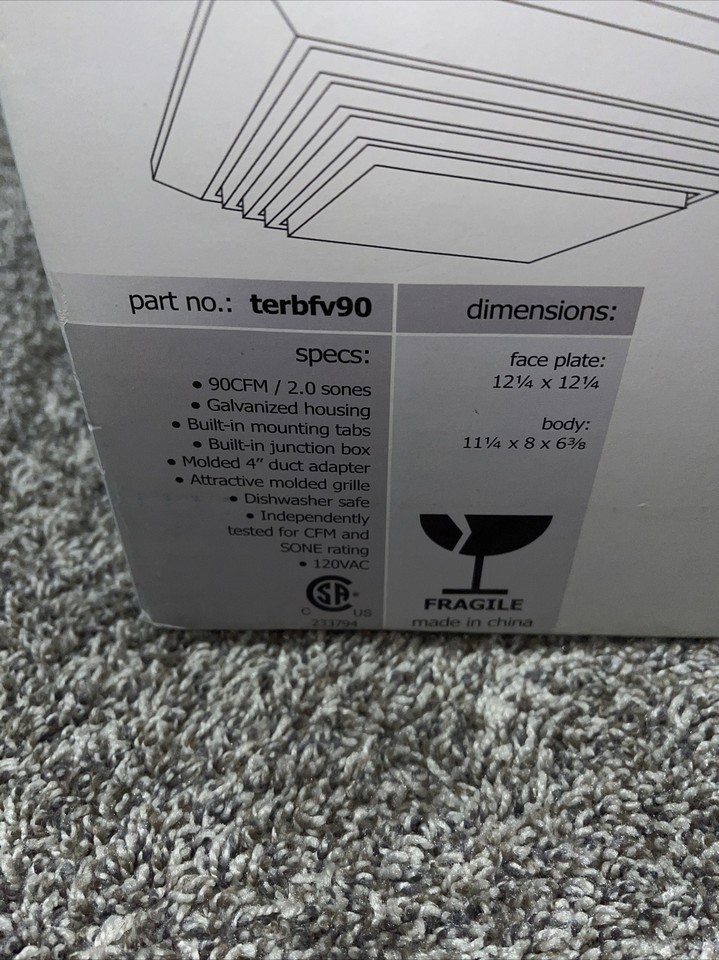 part no.: terbfv90
specs:
• 90CFM / 2.0 sones
• Galvanized housing
• Built-in mounting tabs
• Built-in junction box
• Molded 4" duct adapter
• Attractive molded grille
• Dishwasher safe
• Independently
tested for CFM and
SONE rating
• 120VAC
CSA
C US
233794
dimensions:
face plate:
12¼ x 12¼
body:
11¼ x 8 x 6⅜
FRAGILE
made in china